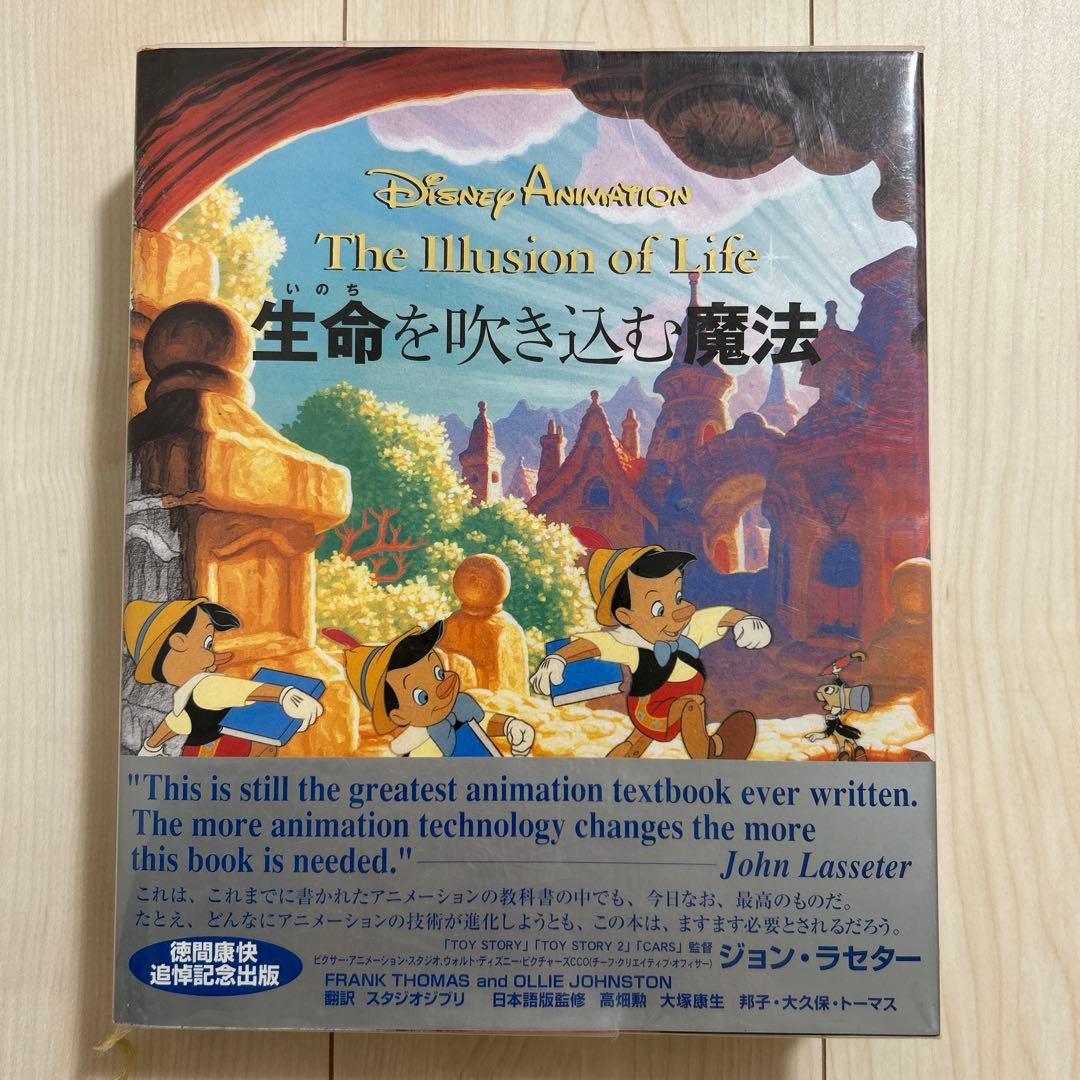 Disney Animation
The Illusion of Life
いのち
生命を吹き込む魔法
"This is still the greatest animation textbook ever written.
The more animation technology changes the more
this book is needed."
John Lasseter
これは、これまでに書かれたアニメーションの教科書の中でも、今日なお、最高のものだ。
たとえ、どんなにアニメーションの技術が進化しようとも、この本は、ますます必要とされるだろう。
「TOY STORY」「TOY STORY 2」「CARS」監督
ピクサー・アニメーション・スタジオ、ウォルト・ディズニー・ピクチャーズCCO(チーフ・クリエイティブ・オフィサー)
ジョン・ラセター
徳間康快
追悼記念出版
FRANK THOMAS and OLLIE JOHNSTON
翻訳 スタジオジブリ 日本語版監修 高畑勲 大塚康生 邦子・大久保・トーマス